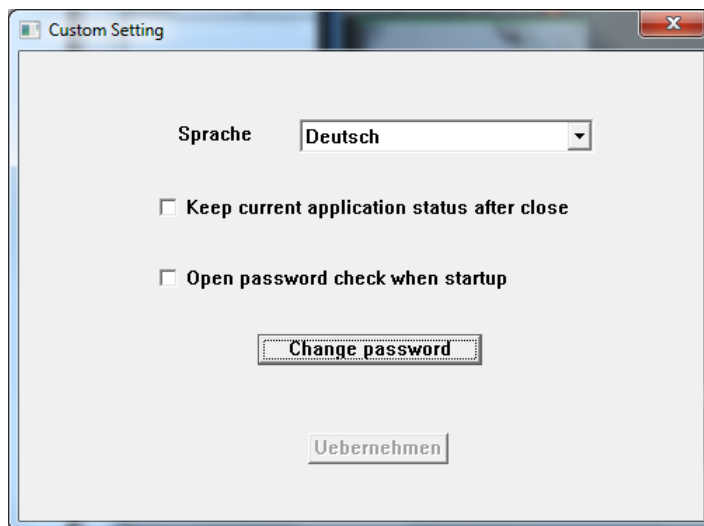 Custom Setting
Sprache
Deutsch
Keep current application status after close
Open password check when startup
Change password
Uebernehmen